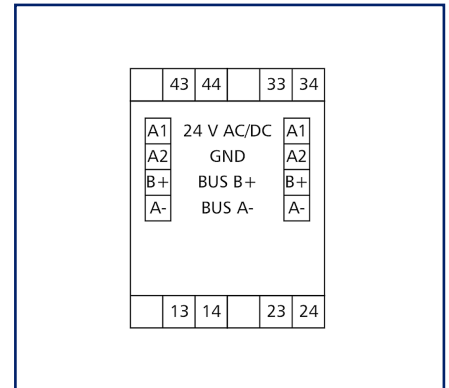 43 44 33 34
A1 24 V AC/DC A1
A2 GND A2
B+ BUS B+ B+
A- BUS A- A-
13 14 23 24